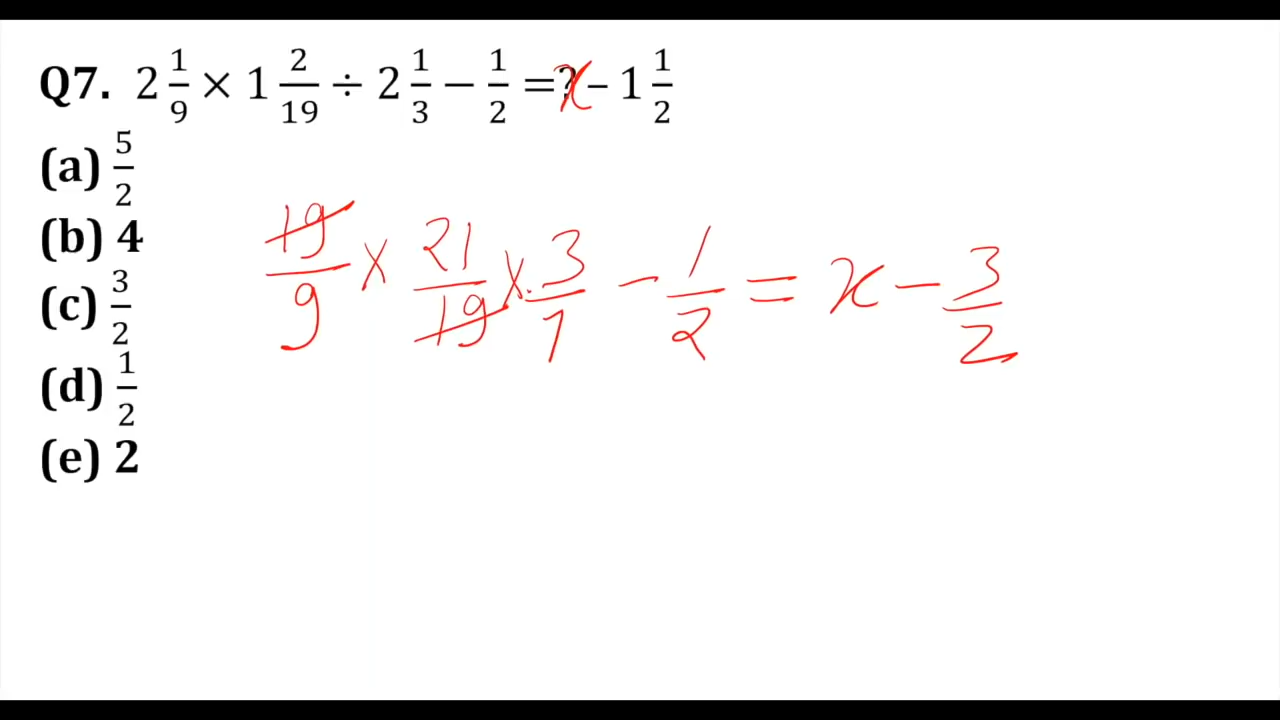 Q7. 2 1/9 × 1 2/19 ÷ 2 1/3 − 1/2 =? x – 1 1/2
(a) 5/2
(b) 4
(c) 3/2
(d) 1/2
(e) 2
19/9 × 21/19 × 3/7 − 1/2 = x − 3/2